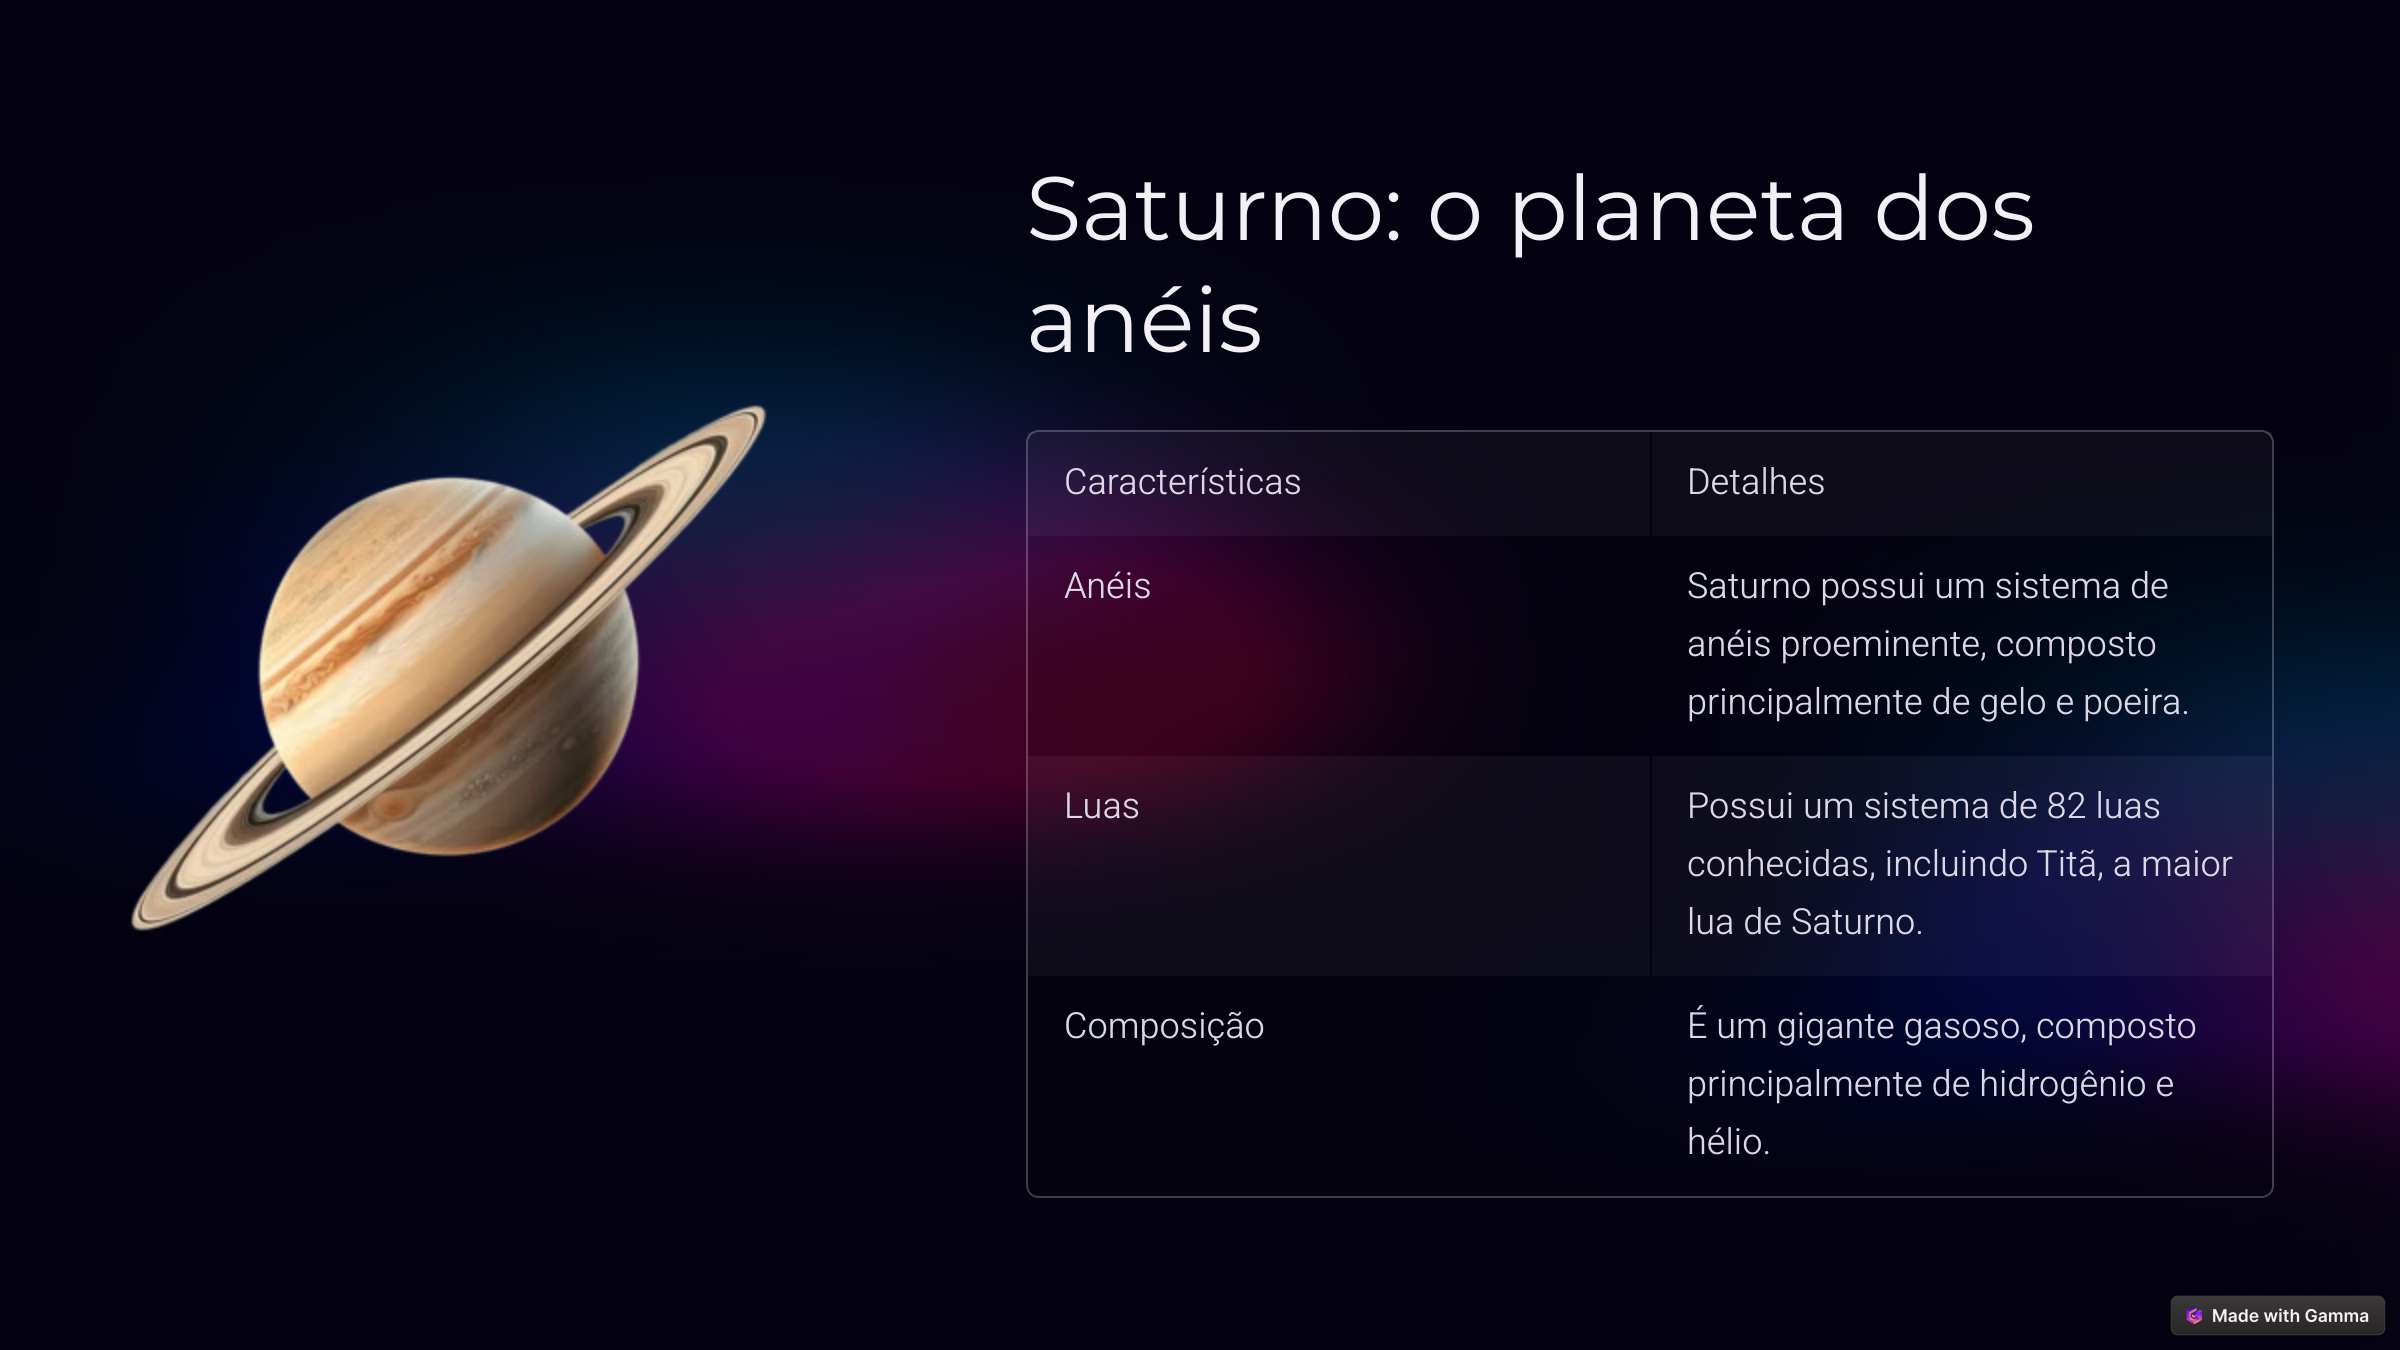 Saturno: o planeta dos
anéis
Características
Detalhes
Anéis
Saturno possui um sistema de
anéis proeminente, composto
principalmente de gelo e poeira.
Luas
Possui um sistema de 82 luas
conhecidas, incluindo Titã, a maior
lua de Saturno.
Composição
É um gigante gasoso, composto
principalmente de hidrogênio e
hélio.
Made with Gamma